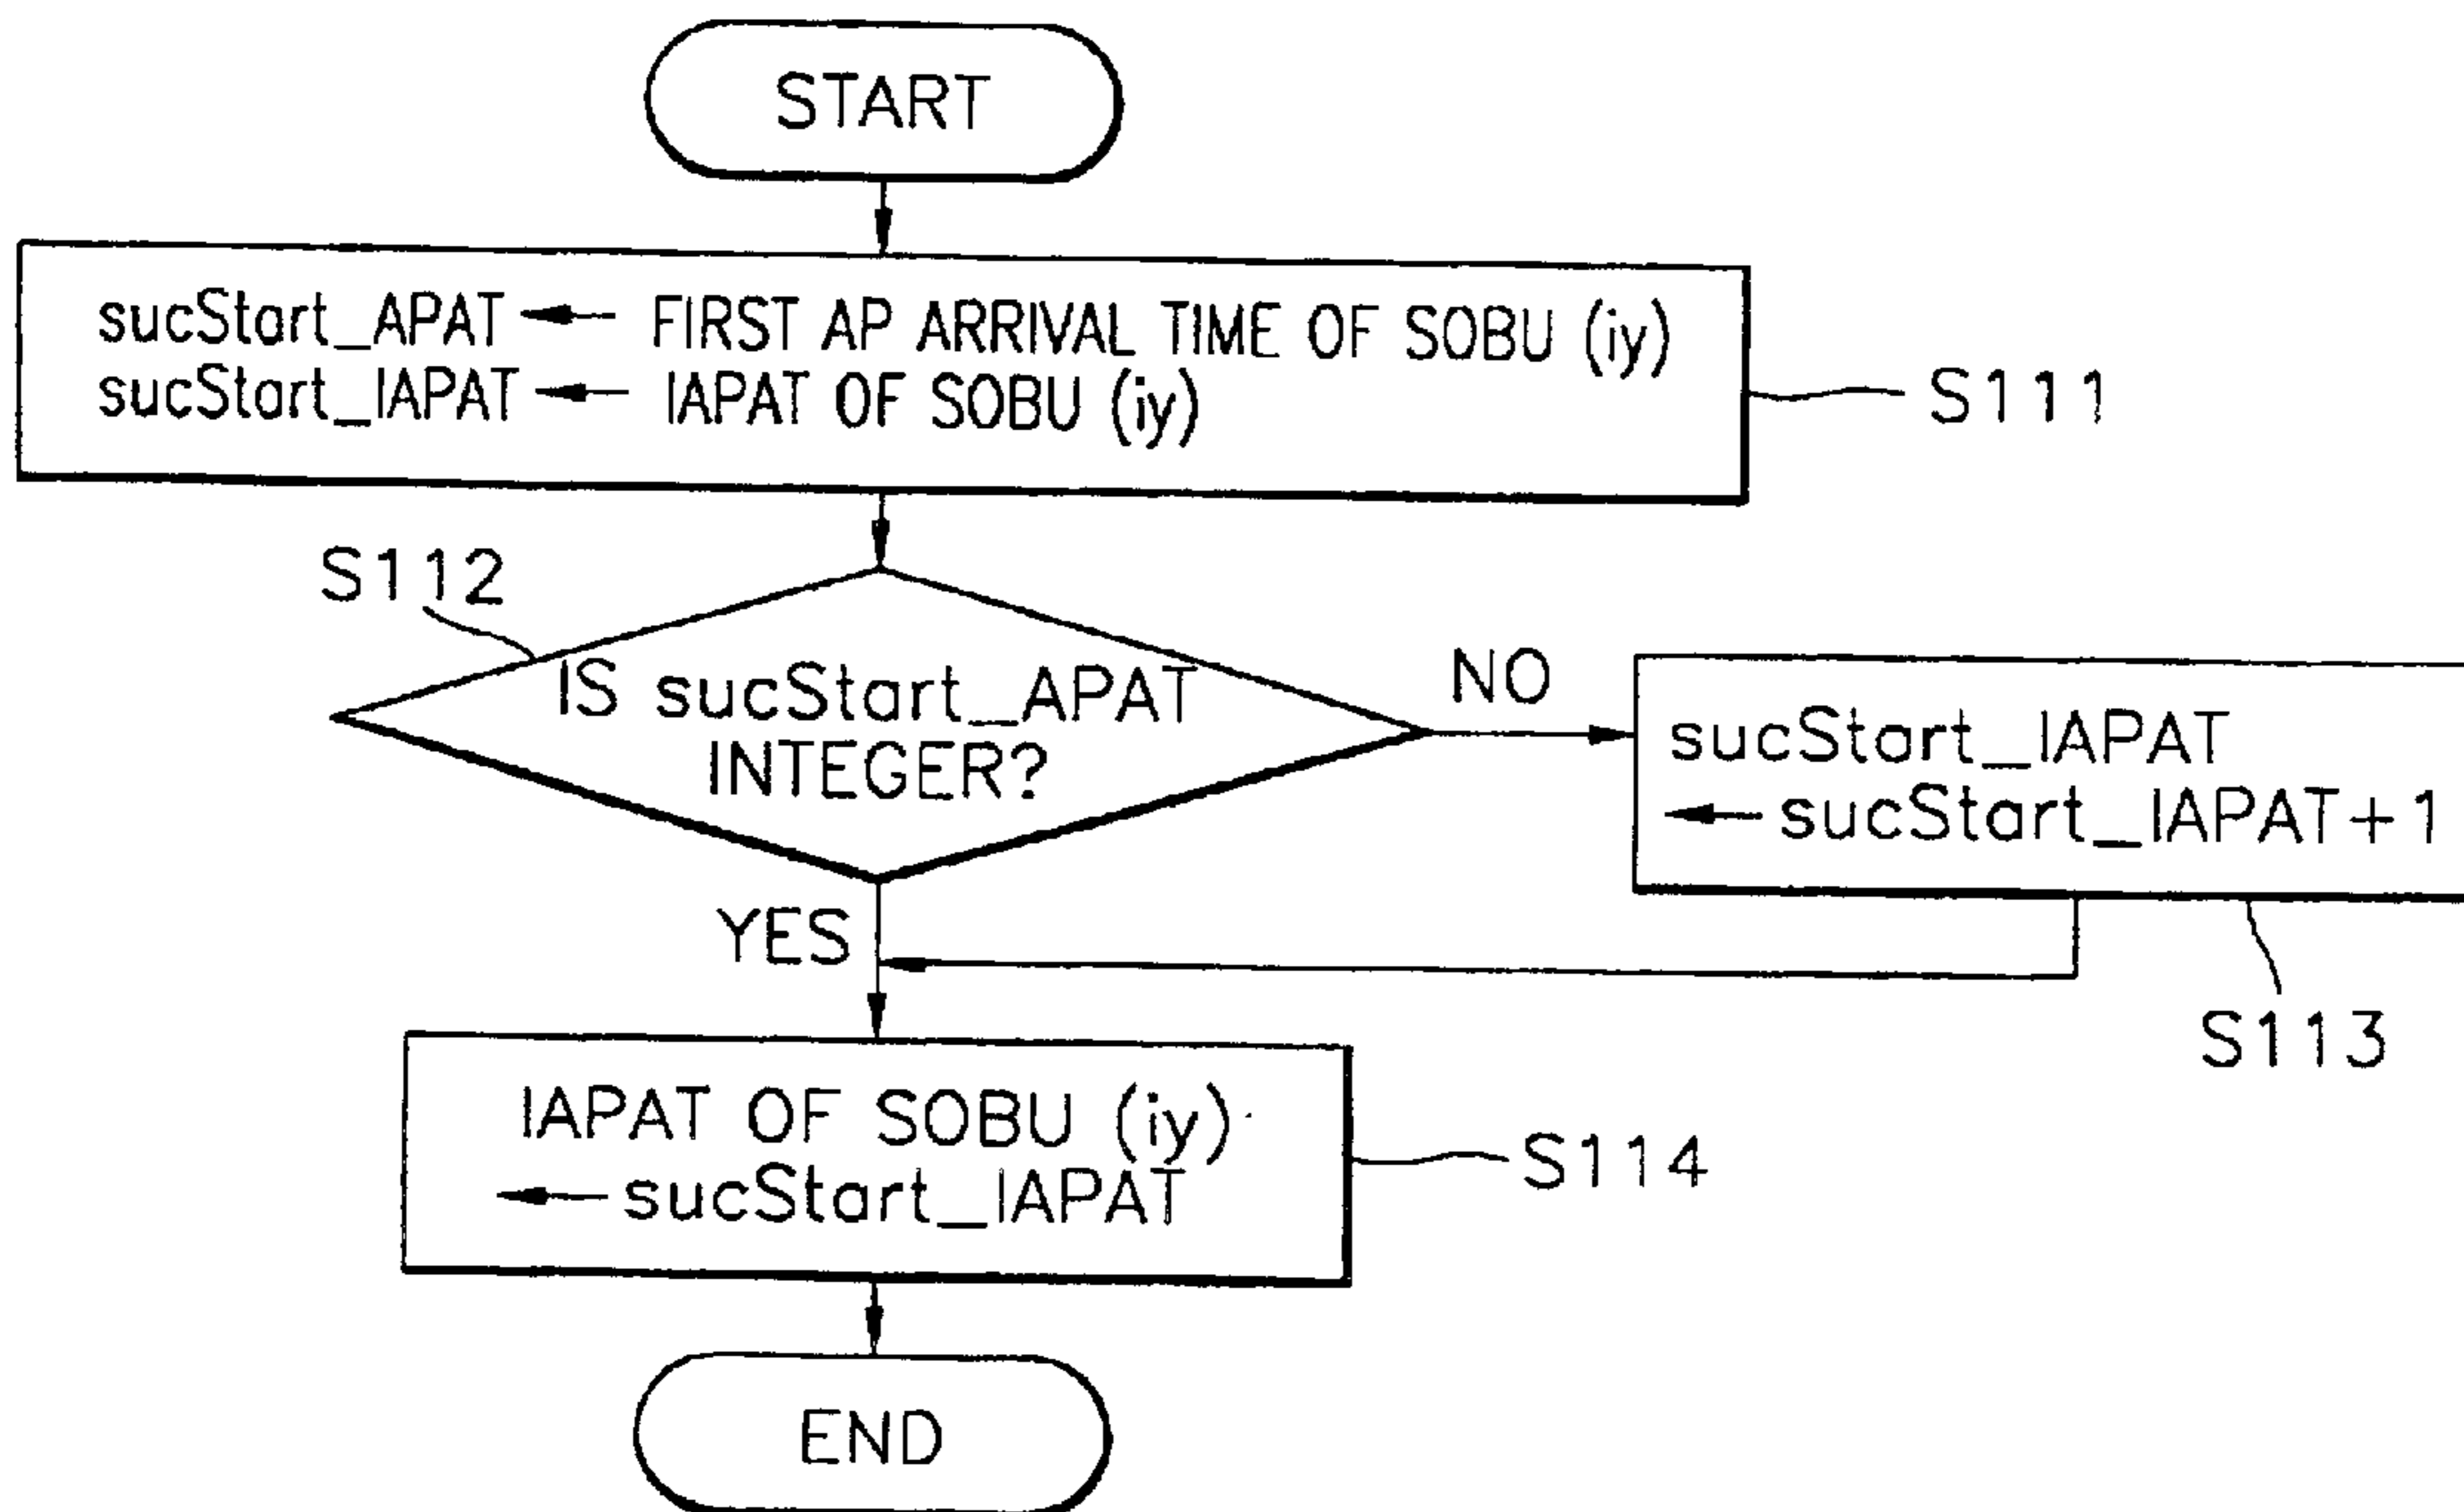 START
sucStart_APAT ← FIRST AP ARRIVAL TIME OF SOBU (iy)
sucStart_IAPAT ← IAPAT OF SOBU (iy)
S111
S112
IS sucStart_APAT
INTEGER?
NO
sucStart_IAPAT
← sucStart_IAPAT+1
YES
S113
IAPAT OF SOBU (iy)
← sucStart_IAPAT
S114
END